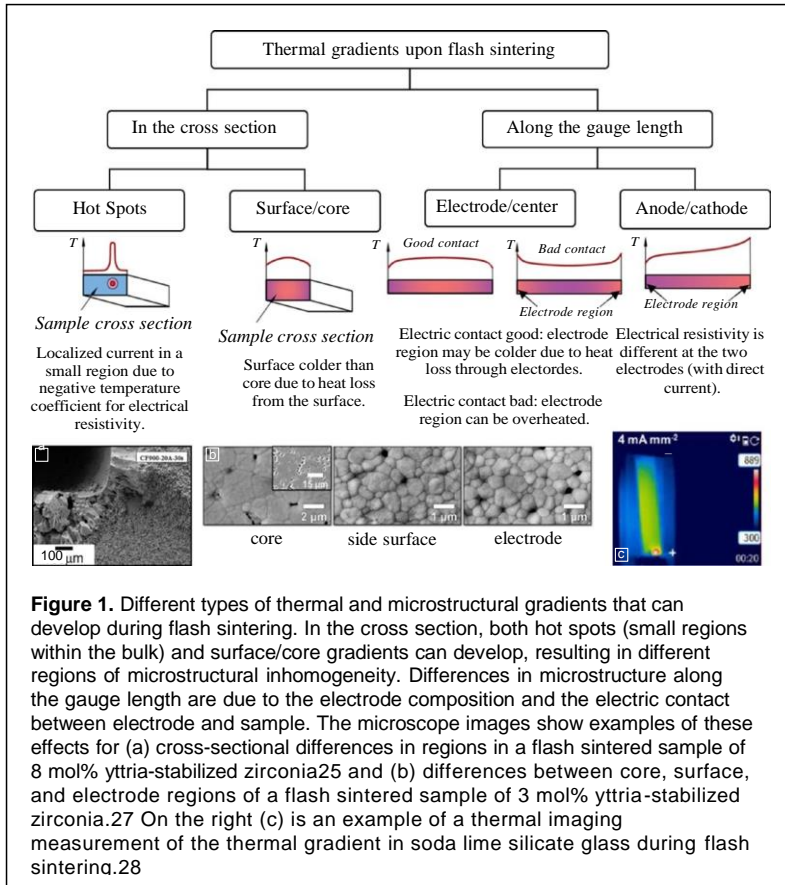 Thermal gradients upon flash sintering
In the cross section
Along the gauge length
Hot Spots
Surface/core
Electrode/center
Anode/cathode
T
Sample cross section
Localized current in a
small region due to
negative temperature
coefficient for electrical
resistivity.
T
Sample cross section
Surface colder than
core due to heat loss
from the surface.
T
Good contact
T
Bad contact
Electrode region
Electric contact good: electrode
region may be colder due to heat
loss through electordes.
Electric contact bad: electrode
region can be overheated.
T
Electrode region
Electrical resistivity is
different at the two
electrodes (with direct
current).
a
100 μm
b
15 μm
2 μm
1 μm
1 μm
core
side surface
electrode
4 mA mm-2
889
300
00:20
c
Figure 1. Different types of thermal and microstructural gradients that can
develop during flash sintering. In the cross section, both hot spots (small regions
within the bulk) and surface/core gradients can develop, resulting in different
regions of microstructural inhomogeneity. Differences in microstructure along
the gauge length are due to the electrode composition and the electric contact
between electrode and sample. The microscope images show examples of these
effects for (a) cross-sectional differences in regions in a flash sintered sample of
8 mol% yttria-stabilized zirconia25 and (b) differences between core, surface,
and electrode regions of a flash sintered sample of 3 mol% yttria-stabilized
zirconia.27 On the right (c) is an example of a thermal imaging
measurement of the thermal gradient in soda lime silicate glass during flash
sintering.28